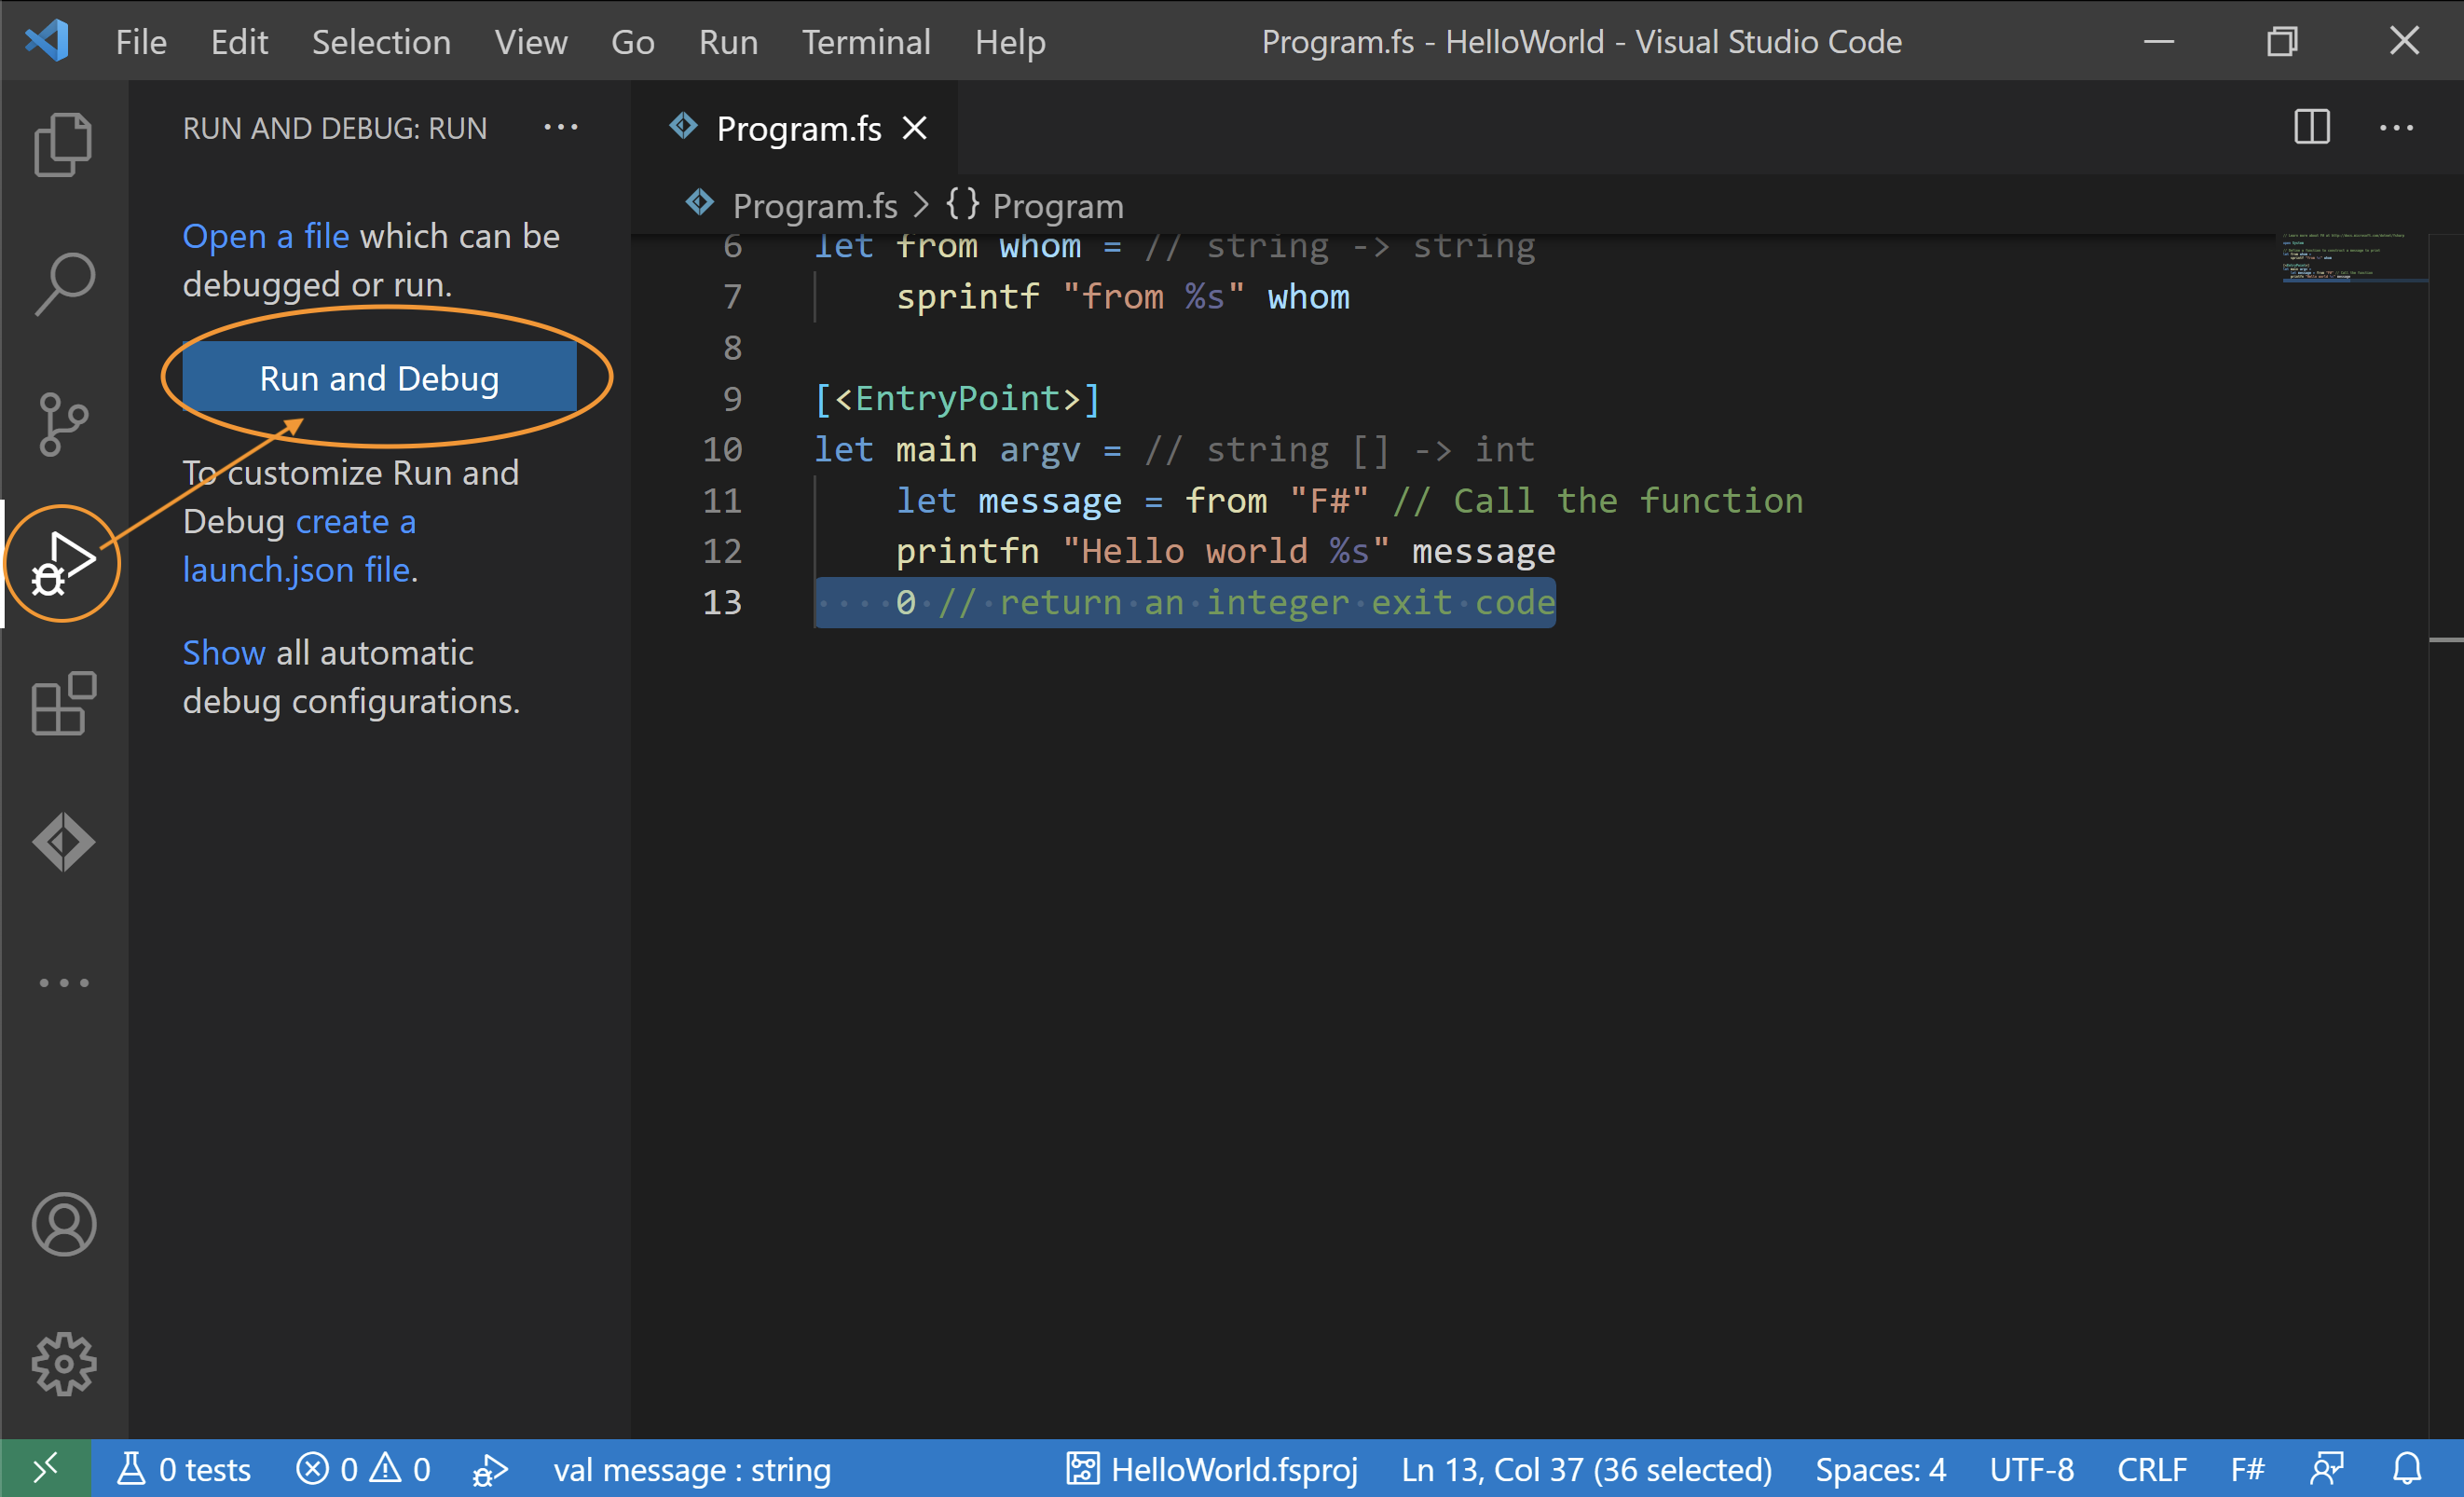 File Edit Selection View Go Run Terminal Help Program.fs - HelloWorld - Visual Studio Code
RUN AND DEBUG: RUN
Open a file which can be
debugged or run.
Run and Debug
To customize Run and
Debug create a
launch.json file.
Show all automatic
debug configurations.
Program.fs
Program.fs > {} Program
6 let from whom = // string -> string
7 sprintf "from %s" whom
8
9 [<EntryPoint>]
10 let main argv = // string [] -> int
11 let message = from "F#" // Call the function
12 printfn "Hello world %s" message
13 0 // return an integer exit code
0 tests 0 0 val message : string HelloWorld.fsproj Ln 13, Col 37 (36 selected) Spaces: 4 UTF-8 CRLF F#